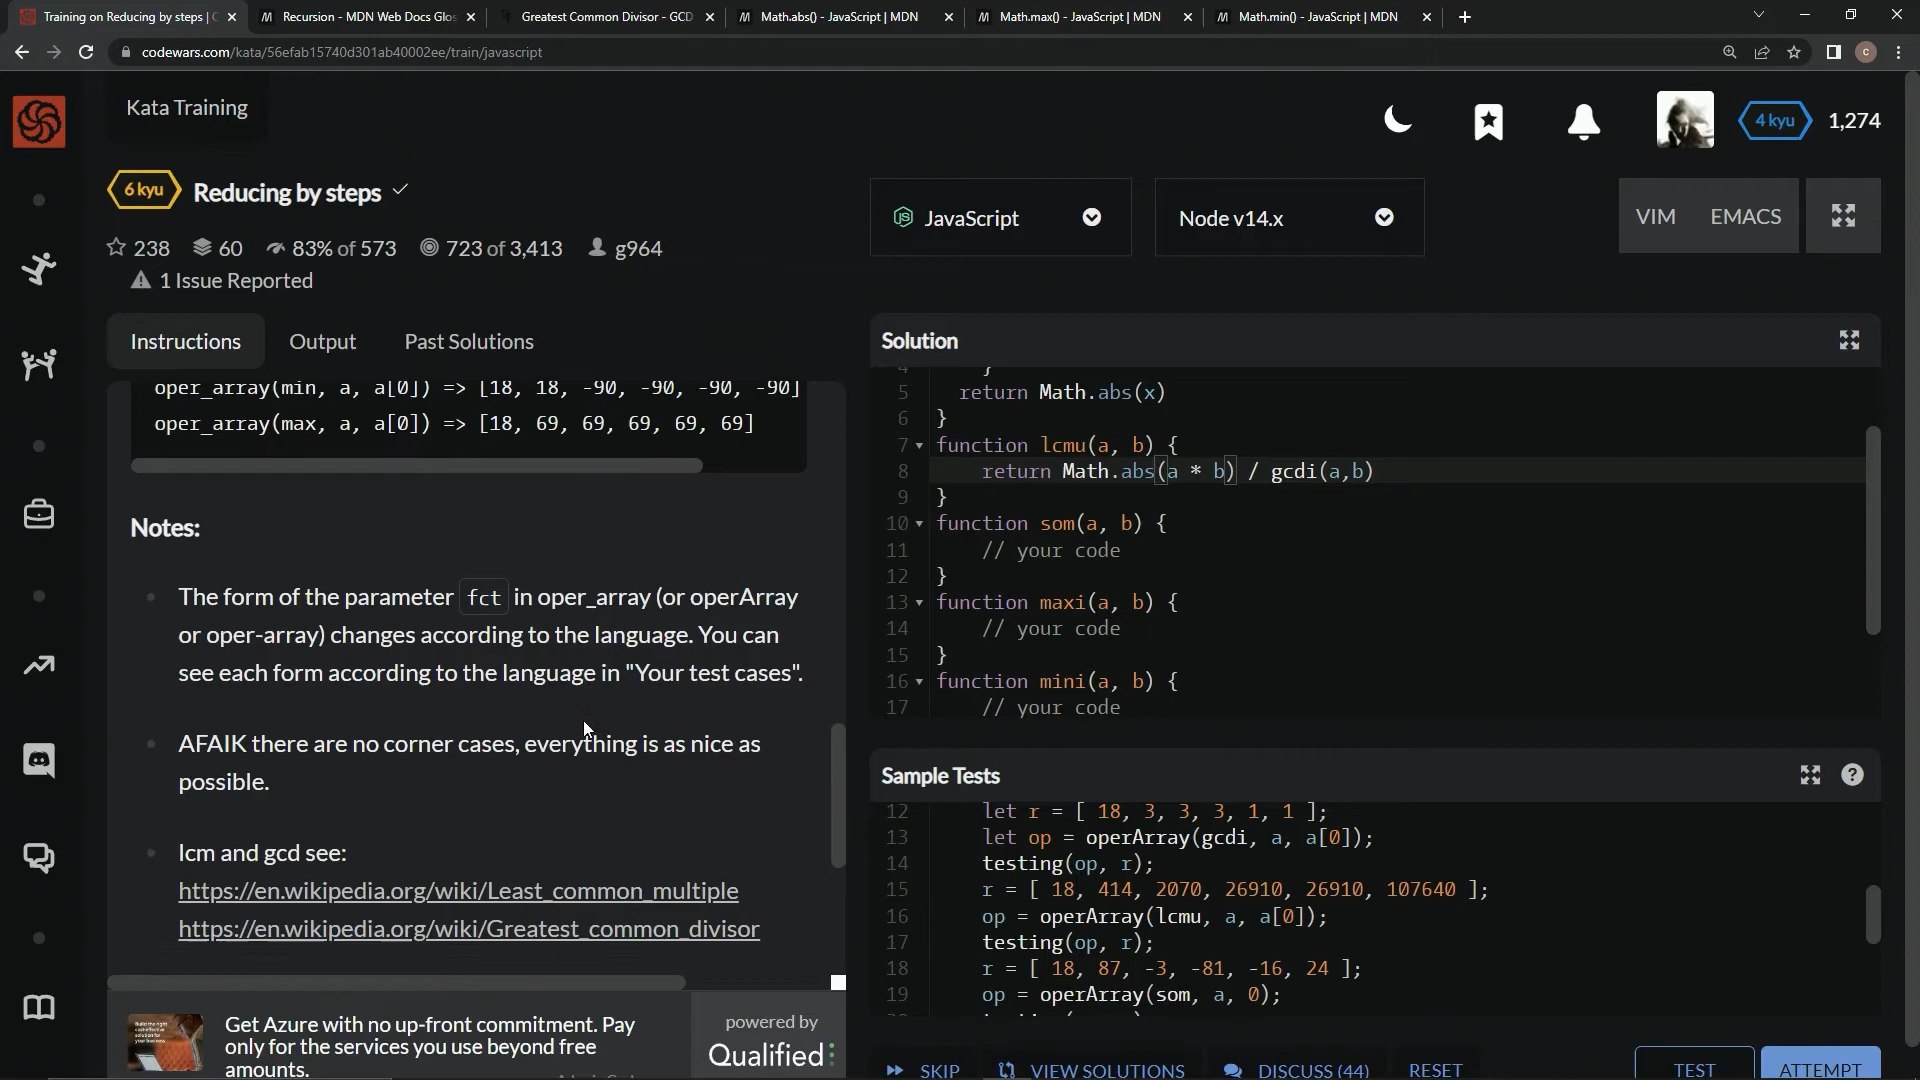 Training on Reducing by steps | C
Recursion - MDN Web Docs Glos
Greatest Common Divisor - GCD
Math.abs() - JavaScript | MDN
Math.max() - JavaScript | MDN
Math.min() - JavaScript | MDN
codewars.com/kata/56efab15740d301ab40002ee/train/javascript
C
Kata Training
4 kyu
1,274
6 kyu
Reducing by steps
238
60
83% of 573
723 of 3,413
g964
1 Issue Reported
JavaScript
Node v14.x
VIM
EMACS
Instructions
Output
Past Solutions
oper_array(min, a, a[0]) => [18, 18, -90, -90, -90, -90]
oper_array(max, a, a[0]) => [18, 69, 69, 69, 69, 69]
Notes:
The form of the parameter fct in oper_array (or operArray
or oper-array) changes according to the language. You can
see each form according to the language in "Your test cases".
AFAIK there are no corner cases, everything is as nice as
possible.
lcm and gcd see:
https://en.wikipedia.org/wiki/Least_common_multiple
https://en.wikipedia.org/wiki/Greatest_common_divisor
Get Azure with no up-front commitment. Pay
only for the services you use beyond free
amounts.
powered by
Qualified
Solution
4 }
5 return Math.abs(x)
6 }
7 function lcmu(a, b) {
8 return Math.abs(a * b) / gcdi(a,b)
9 }
10 function som(a, b) {
11 // your code
12 }
13 function maxi(a, b) {
14 // your code
15 }
16 function mini(a, b) {
17 // your code
Sample Tests
12 let r = [ 18, 3, 3, 3, 1, 1 ];
13 let op = operArray(gcdi, a, a[0]);
14 testing(op, r);
15 r = [ 18, 414, 2070, 26910, 26910, 107640 ];
16 op = operArray(lcmu, a, a[0]);
17 testing(op, r);
18 r = [ 18, 87, -3, -81, -16, 24 ];
19 op = operArray(som, a, 0);
SKIP
VIEW SOLUTIONS
DISCUSS (44)
RESET
TEST
ATTEMPT